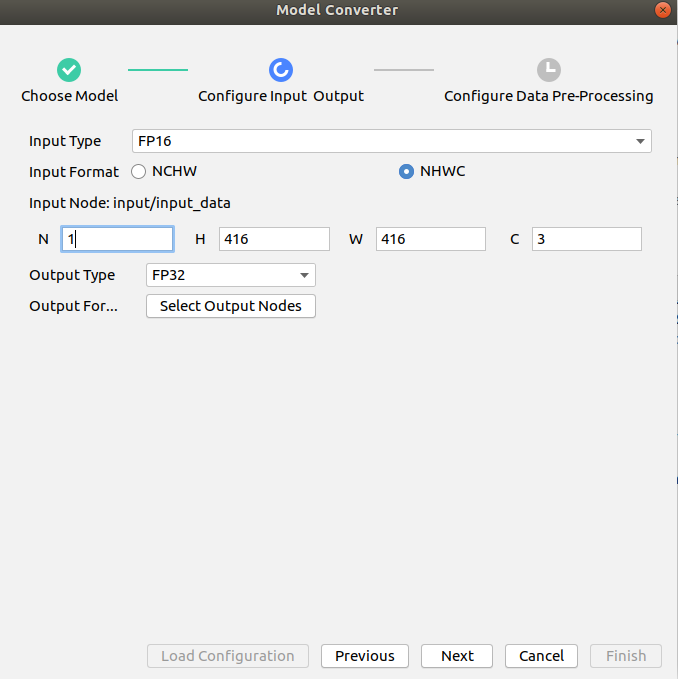 Model Converter
Choose Model
Configure Input Output
Configure Data Pre-Processing
Input Type FP16
Input Format NCHW NHWC
Input Node: input/input_data
N 1 H 416 W 416 C 3
Output Type FP32
Output For... Select Output Nodes
Load Configuration Previous Next Cancel Finish